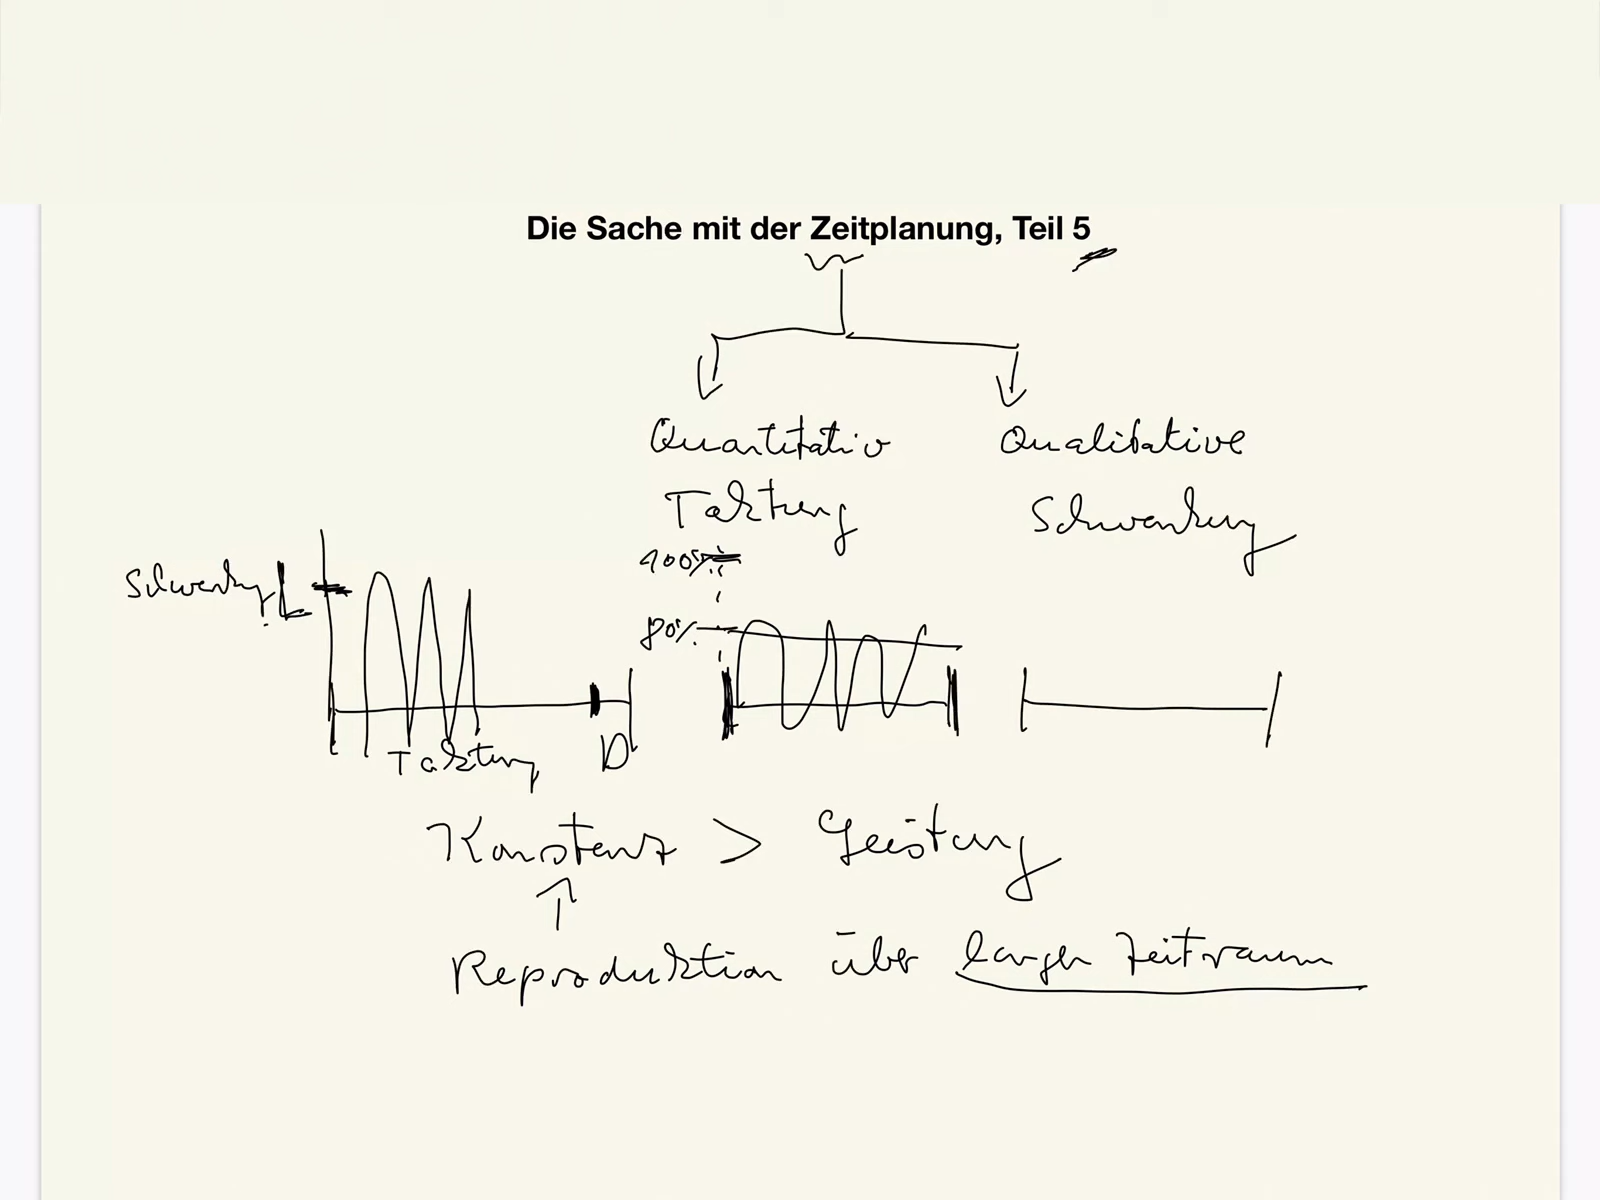 Die Sache mit der Zeitplanung, Teil 5
Quantitativ Qualitative
Taktung Schwankung
100%
Schwankung
80%
Taktung D
Konstanz > Leistung
Reproduktion über langen Zeitraum